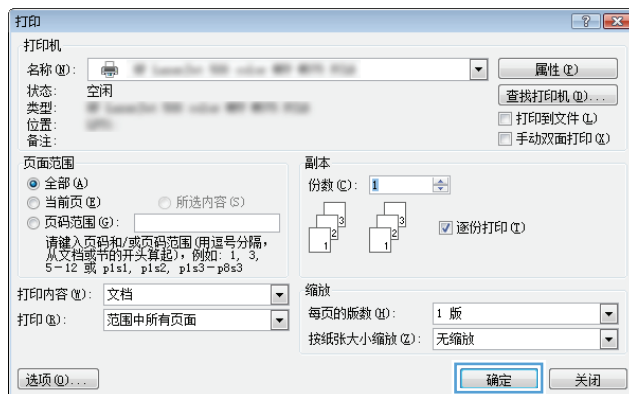 打印
打印机
名称(N):
属性(P)
状态: 空闲
查找打印机(D)...
类型:
位置:
打印到文件(L)
备注:
手动双面打印(X)
页面范围
全部(A)
当前页(E) 所选内容(S)
页码范围(G):
请键入页码和/或页码范围(用逗号分隔，
从文档或节的开头算起)，例如: 1, 3,
5-12 或 p1s1, p1s2, p1s3-p8s3
副本
份数(C): 1
1 2 3 1 2 3
逐份打印(T)
打印内容(W): 文档
打印(R): 范围中所有页面
缩放
每页的版数(H): 1 版
按纸张大小缩放(Z): 无缩放
选项(O)...
确定 关闭